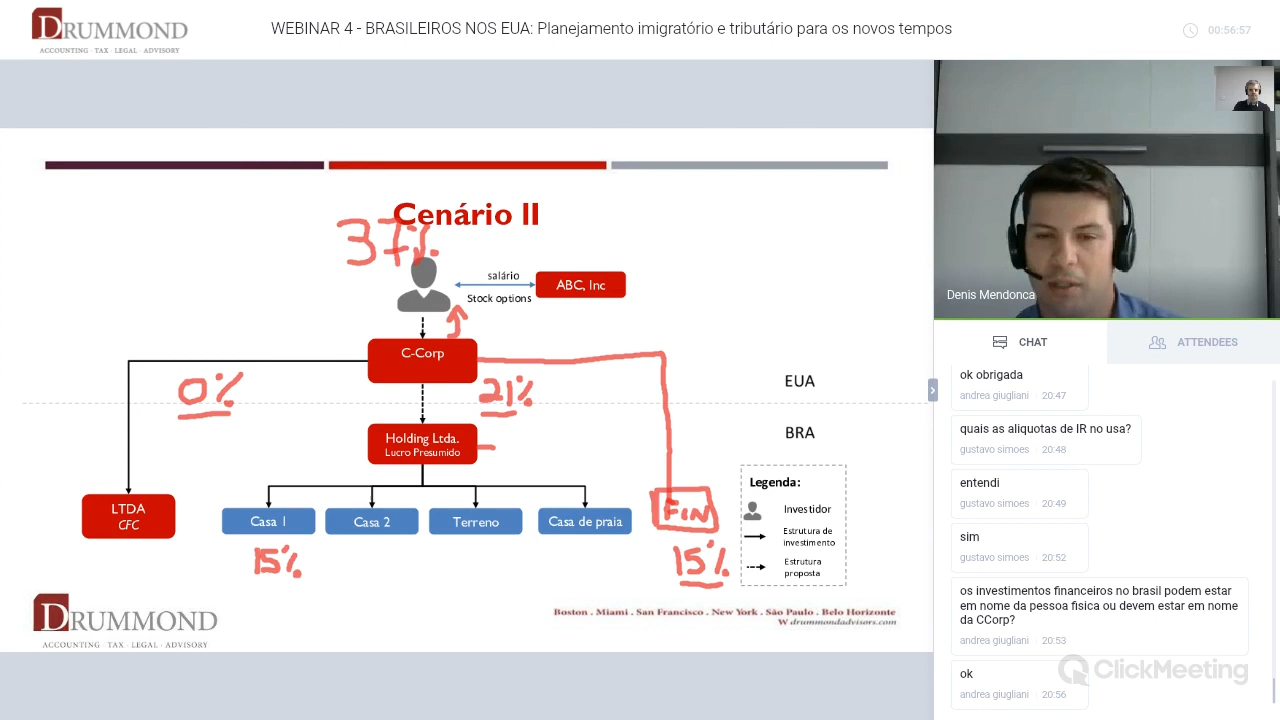 DRUMMOND
ACCOUNTING · TAX · LEGAL · ADVISORY
WEBINAR 4 - BRASILEIROS NOS EUA: Planejamento imigratório e tributário para os novos tempos
00:56:57
Cenário II
37%
salário
Stock options
ABC, Inc
C-Corp
0%
21%
EUA
BRA
Holding Ltda.
Lucro Presumido
LTDA
CFC
Casa 1
Casa 2
Terreno
Casa de praia
FIN
15%
15%
Legenda:
Investidor
Estrutura de
investimento
Estrutura
proposta
DRUMMOND
ACCOUNTING · TAX · LEGAL · ADVISORY
Boston . Miami . San Francisco . New York . São Paulo . Belo Horizonte
W drummondadvisors.com
Denis Mendonca
CHAT
ATTENDEES
ok obrigada
andrea giugliani · 20:47
quais as aliquotas de IR no usa?
gustavo simoes · 20:48
entendi
gustavo simoes · 20:49
sim
gustavo simoes · 20:52
os investimentos financeiros no brasil podem estar
em nome da pessoa fisica ou devem estar em nome
da CCorp?
andrea giugliani · 20:53
ok
andrea giugliani · 20:56
ClickMeeting